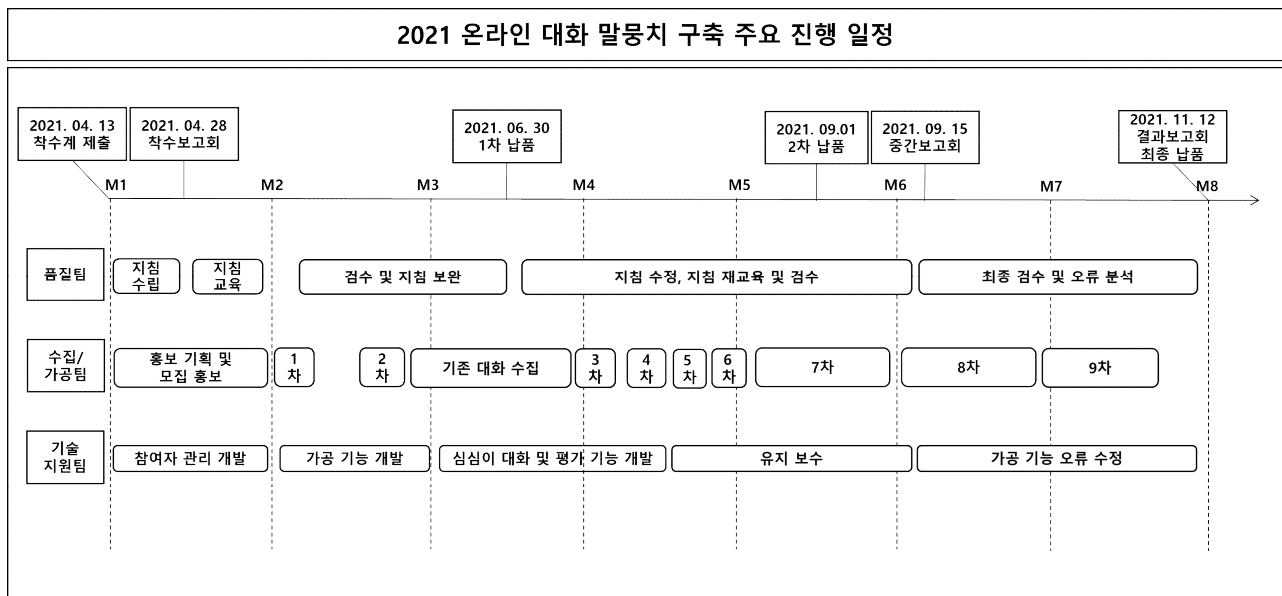 2021 온라인 대화 말뭉치 구축 주요 진행 일정
2021. 04. 13
착수계 제출
2021. 04. 28
착수보고회
2021. 06. 30
1차 납품
2021. 09.01
2차 납품
2021. 09. 15
중간보고회
2021. 11. 12
결과보고회
최종 납품
M1
M2
M3
M4
M5
M6
M7
M8
품질팀
지침
수립
지침
교육
검수 및 지침 보완
지침 수정, 지침 재교육 및 검수
최종 검수 및 오류 분석
수집/
가공팀
홍보 기획 및
모집 홍보
1
차
2
차
기존 대화 수집
3
차
4
차
5
차
6
차
7차
8차
9차
기술
지원팀
참여자 관리 개발
가공 기능 개발
심심이 대화 및 평가 기능 개발
유지 보수
가공 기능 오류 수정